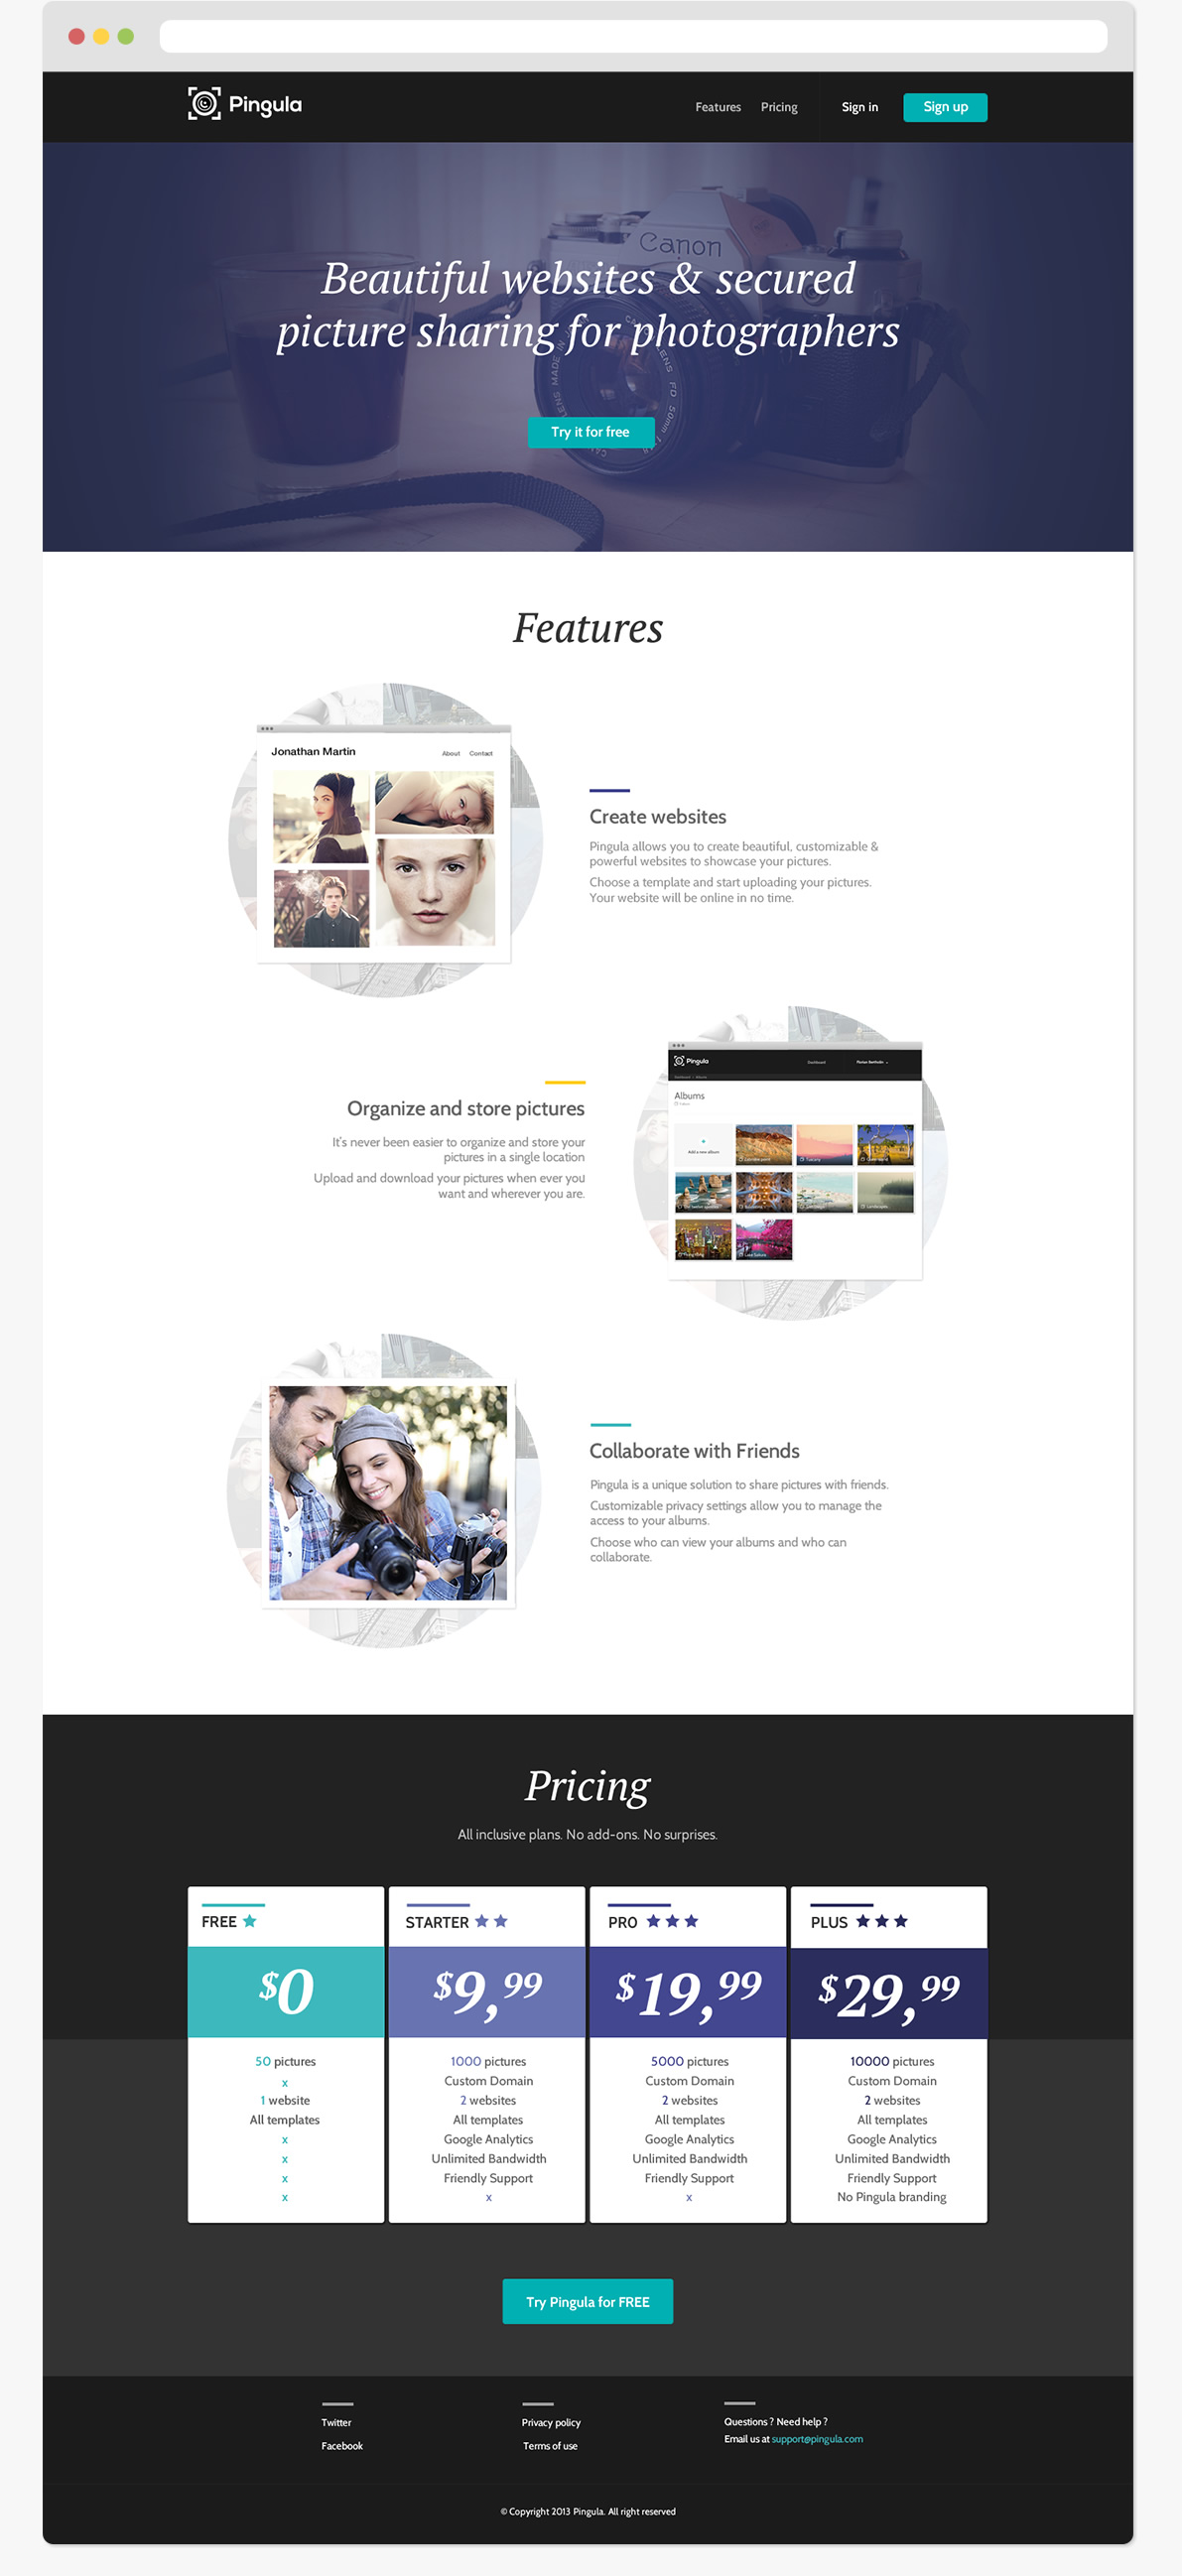 Pingula
Features Pricing Sign in Sign up
Canon
Beautiful websites & secured
picture sharing for photographers
Try it for free
Features
Jonathan Martin
About Contact
Create websites
Pingula allows you to create beautiful, customizable &
powerful websites to showcase your pictures.
Choose a template and start uploading your pictures.
Your website will be online in no time.
Organize and store pictures
It's never been easier to organize and store your
pictures in a single location
Upload and download your pictures when ever you
want and wherever you are.
Pingula
Dashboard
Albums
Add a new album
Collaborate with Friends
Pingula is a unique solution to share pictures with friends.
Customizable privacy settings allow you to manage the
access to your albums.
Choose who can view your albums and who can
collaborate.
Pricing
All inclusive plans. No add-ons. No surprises.
FREE
$0
50 pictures
x
1 website
All templates
x
x
x
x
STARTER
$9,99
1000 pictures
Custom Domain
2 websites
All templates
Google Analytics
Unlimited Bandwidth
Friendly Support
x
PRO
$19,99
5000 pictures
Custom Domain
2 websites
All templates
Google Analytics
Unlimited Bandwidth
Friendly Support
x
PLUS
$29,99
10000 pictures
Custom Domain
2 websites
All templates
Google Analytics
Unlimited Bandwidth
Friendly Support
No Pingula branding
Try Pingula for FREE
Twitter
Facebook
Privacy policy
Terms of use
Questions ? Need help ?
Email us at support@pingula.com
© Copyright 2013 Pingula. All right reserved